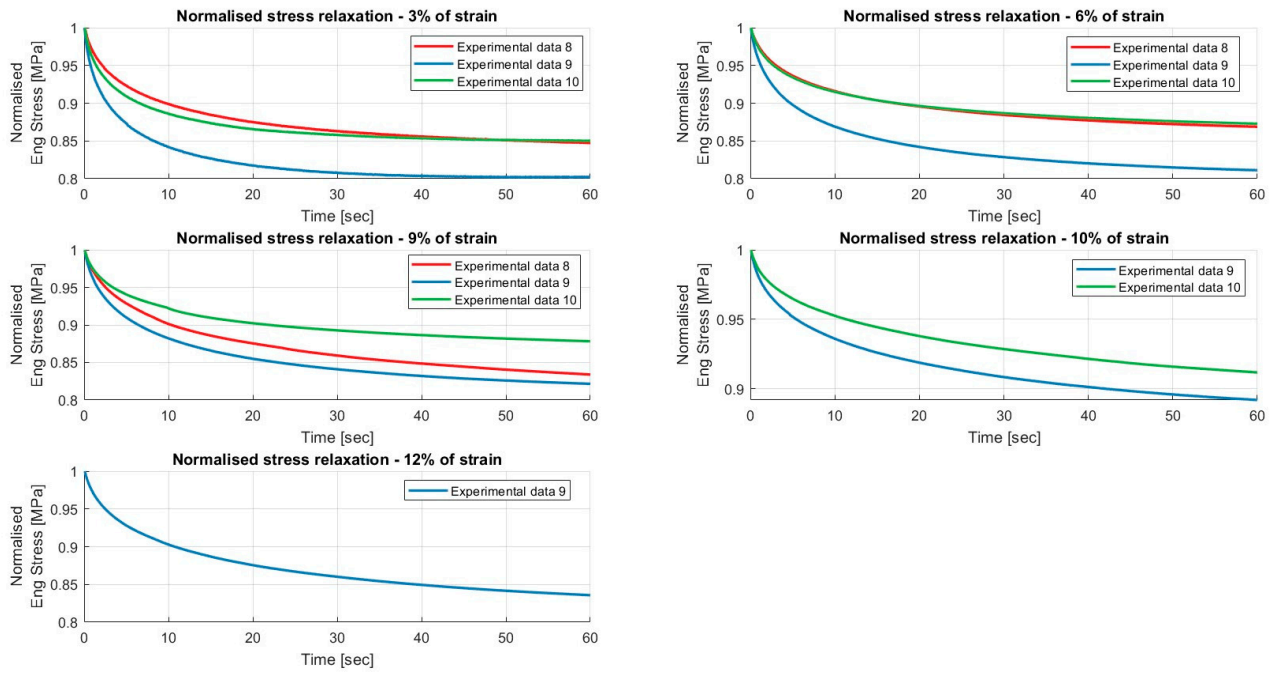 Normalised stress relaxation - 3% of strain
Normalised
Eng Stress [MPa]
1
0.95
0.9
0.85
0.8
Experimental data 8
Experimental data 9
Experimental data 10
0 10 20 30 40 50 60
Time [sec]
Normalised stress relaxation - 6% of strain
Normalised
Eng Stress [MPa]
1
0.95
0.9
0.85
0.8
Experimental data 8
Experimental data 9
Experimental data 10
0 10 20 30 40 50 60
Time [sec]
Normalised stress relaxation - 9% of strain
Normalised
Eng Stress [MPa]
1
0.95
0.9
0.85
0.8
Experimental data 8
Experimental data 9
Experimental data 10
0 10 20 30 40 50 60
Time [sec]
Normalised stress relaxation - 10% of strain
Normalised
Eng Stress [MPa]
1
0.95
0.9
Experimental data 9
Experimental data 10
0 10 20 30 40 50 60
Time [sec]
Normalised stress relaxation - 12% of strain
Normalised
Eng Stress [MPa]
1
0.95
0.9
0.85
0.8
Experimental data 9
0 10 20 30 40 50 60
Time [sec]